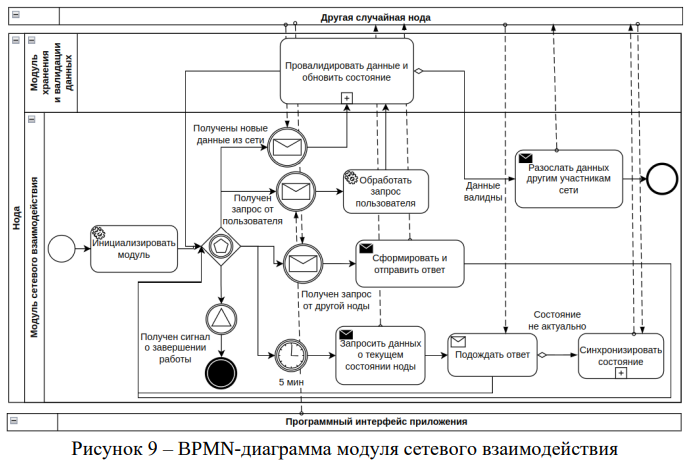 Другая случайная нода
Нода
Модуль
хранения
и валидации
данных
Провалидировать данные и
обновить состояние
Модуль сетевого взаимодействия
Получены новые
данные из сети
Получен
запрос от
пользователя
Обработать
запрос
пользователя
Данные
валидны
Разослать данных
другим участникам
сети
Инициализировать
модуль
Сформировать и
отправить ответ
Получен запрос
от другой ноды
Получен сигнал
о завершении
работы
5 мин
Запросить данных
о текущем
состоянии ноды
Подождать ответ
Состояние
не актуально
Синхронизировать
состояние
Программный интерфейс приложения
Рисунок 9 – BPMN-диаграмма модуля сетевого взаимодействия